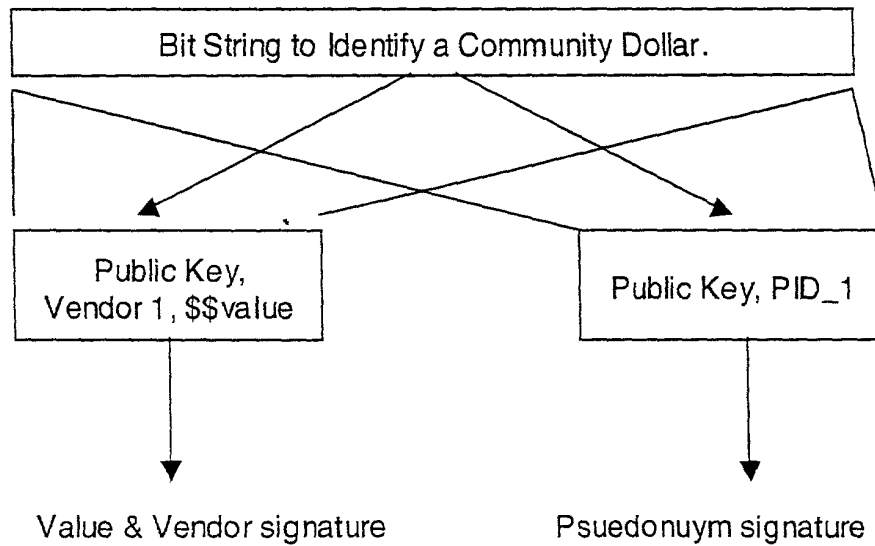 Bit String to Identify a Community Dollar.
Public Key,
Vendor 1, $$value
Public Key, PID_1
Value & Vendor signature
Psuedonuym signature